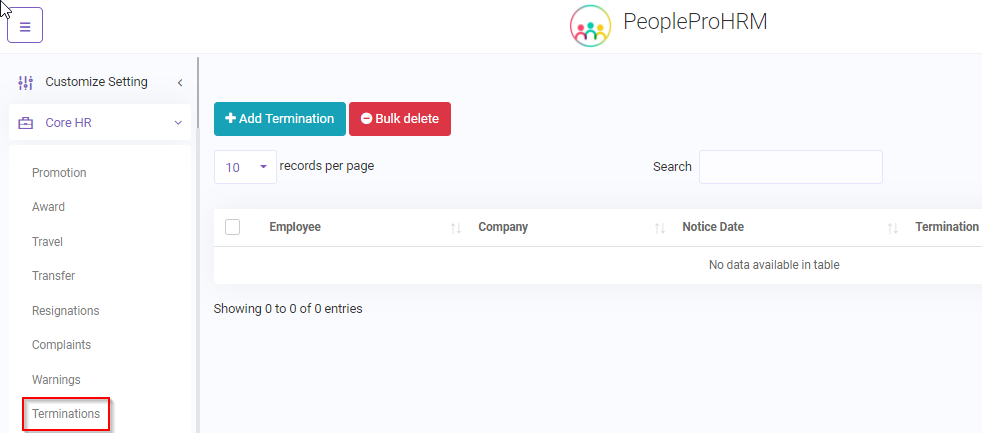 PeopleProHRM
Customize Setting
Core HR
Promotion
Award
Travel
Transfer
Resignations
Complaints
Warnings
Terminations
Add Termination Bulk delete
10 records per page Search
Employee Company Notice Date Termination
No data available in table
Showing 0 to 0 of 0 entries